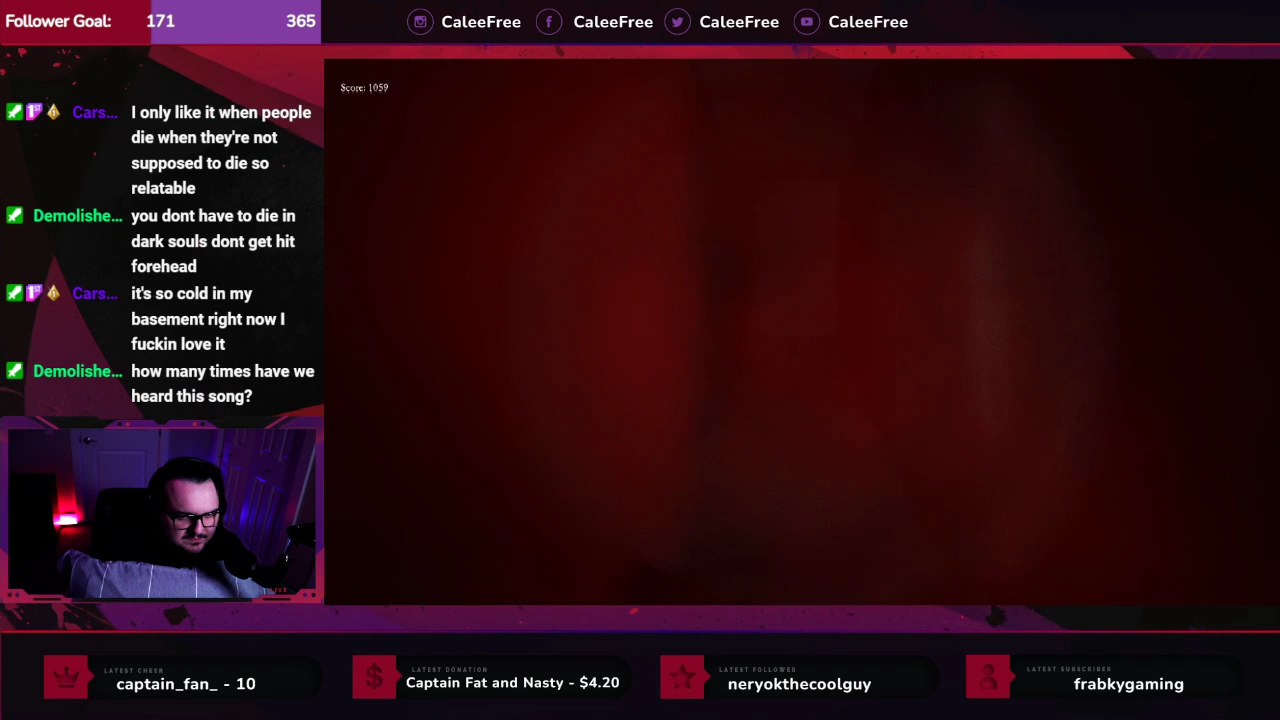 Follower Goal: 171 365
CaleeFree CaleeFree CaleeFree CaleeFree
Score: 1059
Cars... I only like it when people
die when they're not
supposed to die so
relatable
Demolishe... you dont have to die in
dark souls dont get hit
forehead
Cars... it's so cold in my
basement right now I
fuckin love it
Demolishe... how many times have we
heard this song?
LATEST CHEER
captain_fan_ - 10
LATEST DONATION
Captain Fat and Nasty - $4.20
LATEST FOLLOWER
neryokthecoolguy
LATEST SUBSCRIBER
frabkygaming